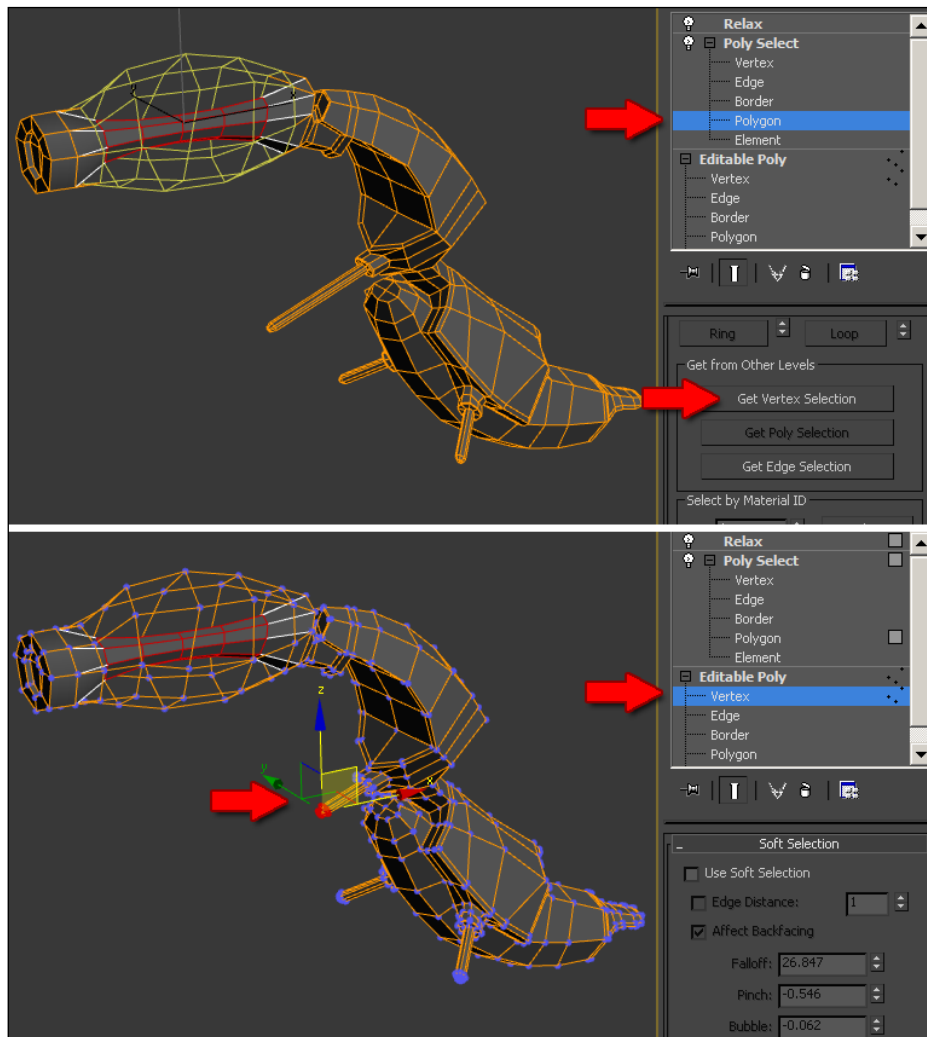 Relax
Poly Select
Vertex
Edge
Border
Polygon
Element
Editable Poly
Vertex
Edge
Border
Polygon
Ring
Loop
Get from Other Levels
Get Vertex Selection
Get Poly Selection
Get Edge Selection
Select by Material ID
x
Relax
Poly Select
Vertex
Edge
Border
Polygon
Element
Editable Poly
Vertex
Edge
Border
Polygon
z
y
x
- Soft Selection
Use Soft Selection
Edge Distance: 1
Affect Backfacing
Falloff: 26.847
Pinch: -0.546
Bubble: -0.062